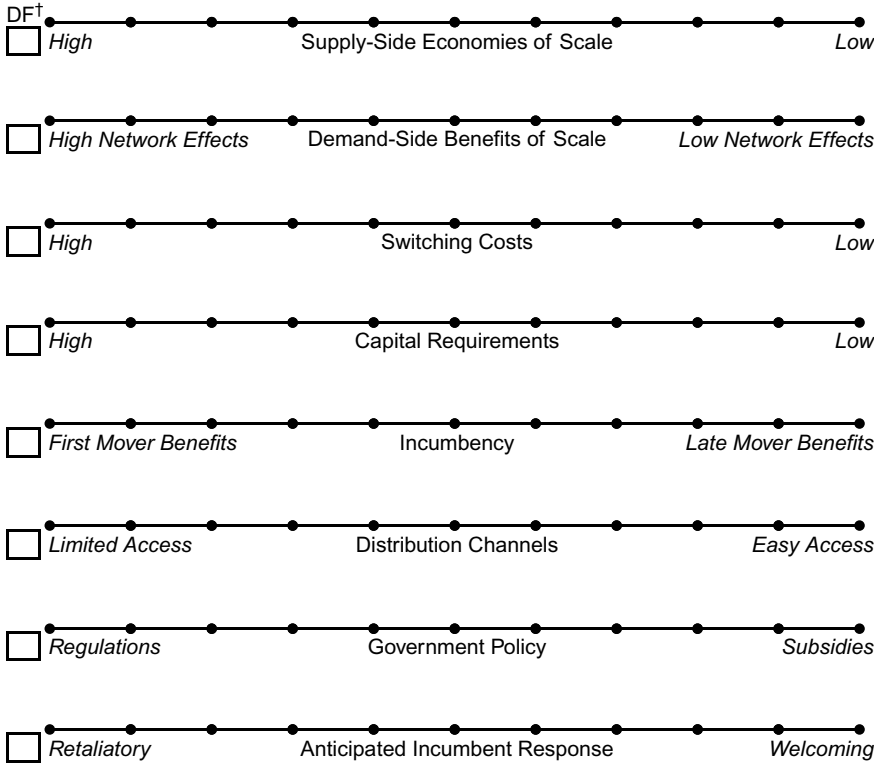 DF†
High Supply-Side Economies of Scale Low
High Network Effects Demand-Side Benefits of Scale Low Network Effects
High Switching Costs Low
High Capital Requirements Low
First Mover Benefits Incumbency Late Mover Benefits
Limited Access Distribution Channels Easy Access
Regulations Government Policy Subsidies
Retaliatory Anticipated Incumbent Response Welcoming